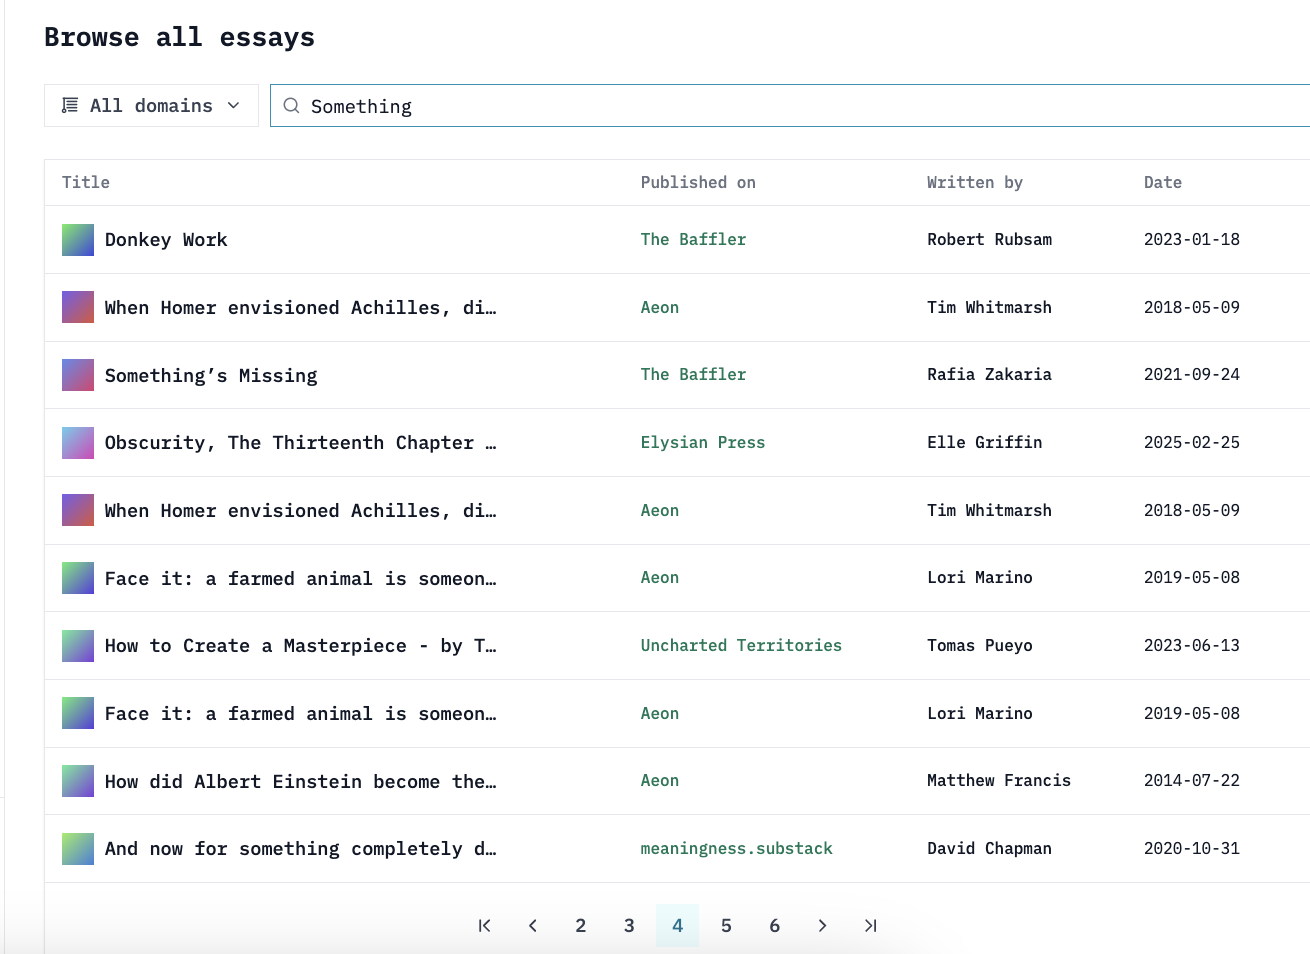 Browse all essays
All domains
Something
Title Published on Written by Date
Donkey Work The Baffler Robert Rubsam 2023-01-18
When Homer envisioned Achilles, di… Aeon Tim Whitmarsh 2018-05-09
Something’s Missing The Baffler Rafia Zakaria 2021-09-24
Obscurity, The Thirteenth Chapter … Elysian Press Elle Griffin 2025-02-25
When Homer envisioned Achilles, di… Aeon Tim Whitmarsh 2018-05-09
Face it: a farmed animal is someon… Aeon Lori Marino 2019-05-08
How to Create a Masterpiece - by T… Uncharted Territories Tomas Pueyo 2023-06-13
Face it: a farmed animal is someon… Aeon Lori Marino 2019-05-08
How did Albert Einstein become the… Aeon Matthew Francis 2014-07-22
And now for something completely d… meaningness.substack David Chapman 2020-10-31
2 3 4 5 6